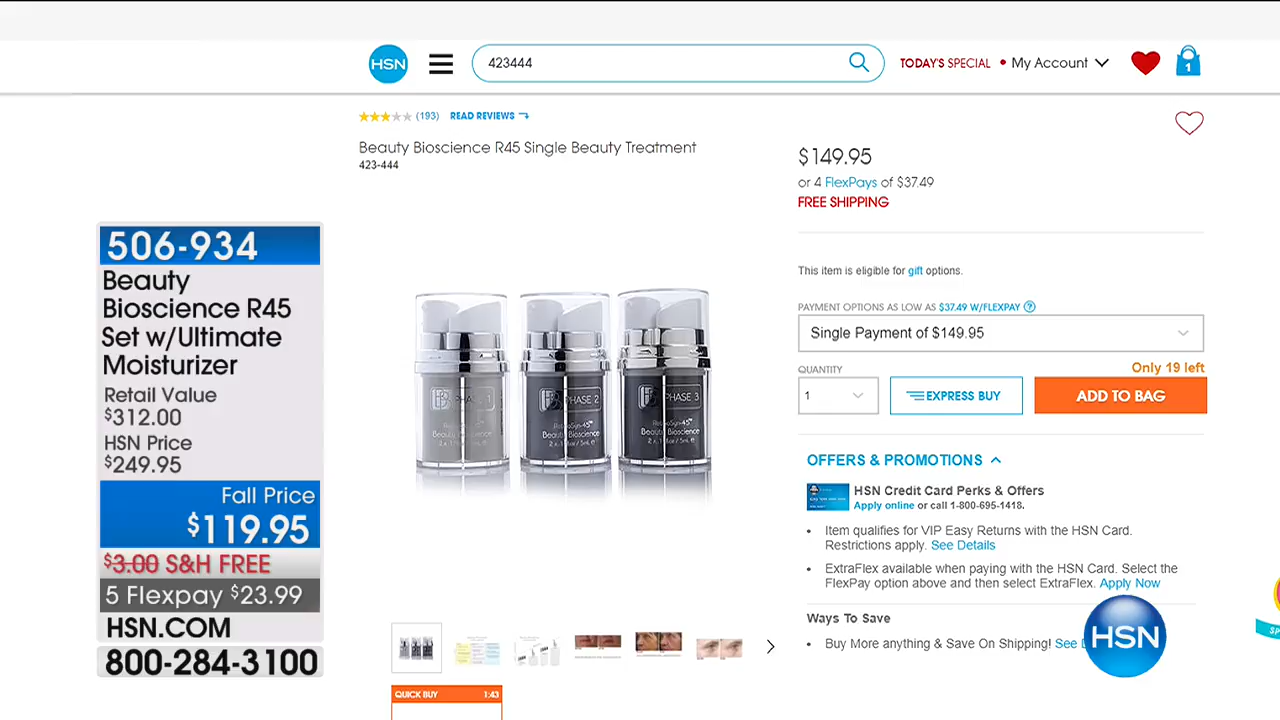 HSN
423444
TODAY'S SPECIAL • My Account
1
(193) READ REVIEWS
Beauty Bioscience R45 Single Beauty Treatment
423-444
$149.95
or 4 FlexPays of $37.49
FREE SHIPPING
This item is eligible for gift options.
PAYMENT OPTIONS AS LOW AS $37.49 W/FLEXPAY ?
Single Payment of $149.95
Only 19 left
QUANTITY
1
EXPRESS BUY
ADD TO BAG
OFFERS & PROMOTIONS
HSN Credit Card Perks & Offers
Apply online or call 1-800-695-1418.
• Item qualifies for VIP Easy Returns with the HSN Card.
Restrictions apply. See Details
• ExtraFlex available when paying with the HSN Card. Select the
FlexPay option above and then select ExtraFlex. Apply Now
Ways To Save
• Buy More anything & Save On Shipping! See
HSN
506-934
Beauty
Bioscience R45
Set w/Ultimate
Moisturizer
Retail Value
$312.00
HSN Price
$249.95
Fall Price
$119.95
$3.00 S&H FREE
5 Flexpay $23.99
HSN.COM
800-284-3100
PHASE 1
Beauty Bioscience
PHASE 2
Beauty Bioscience
PHASE 3
Beauty Bioscience
QUICK BUY 1:43